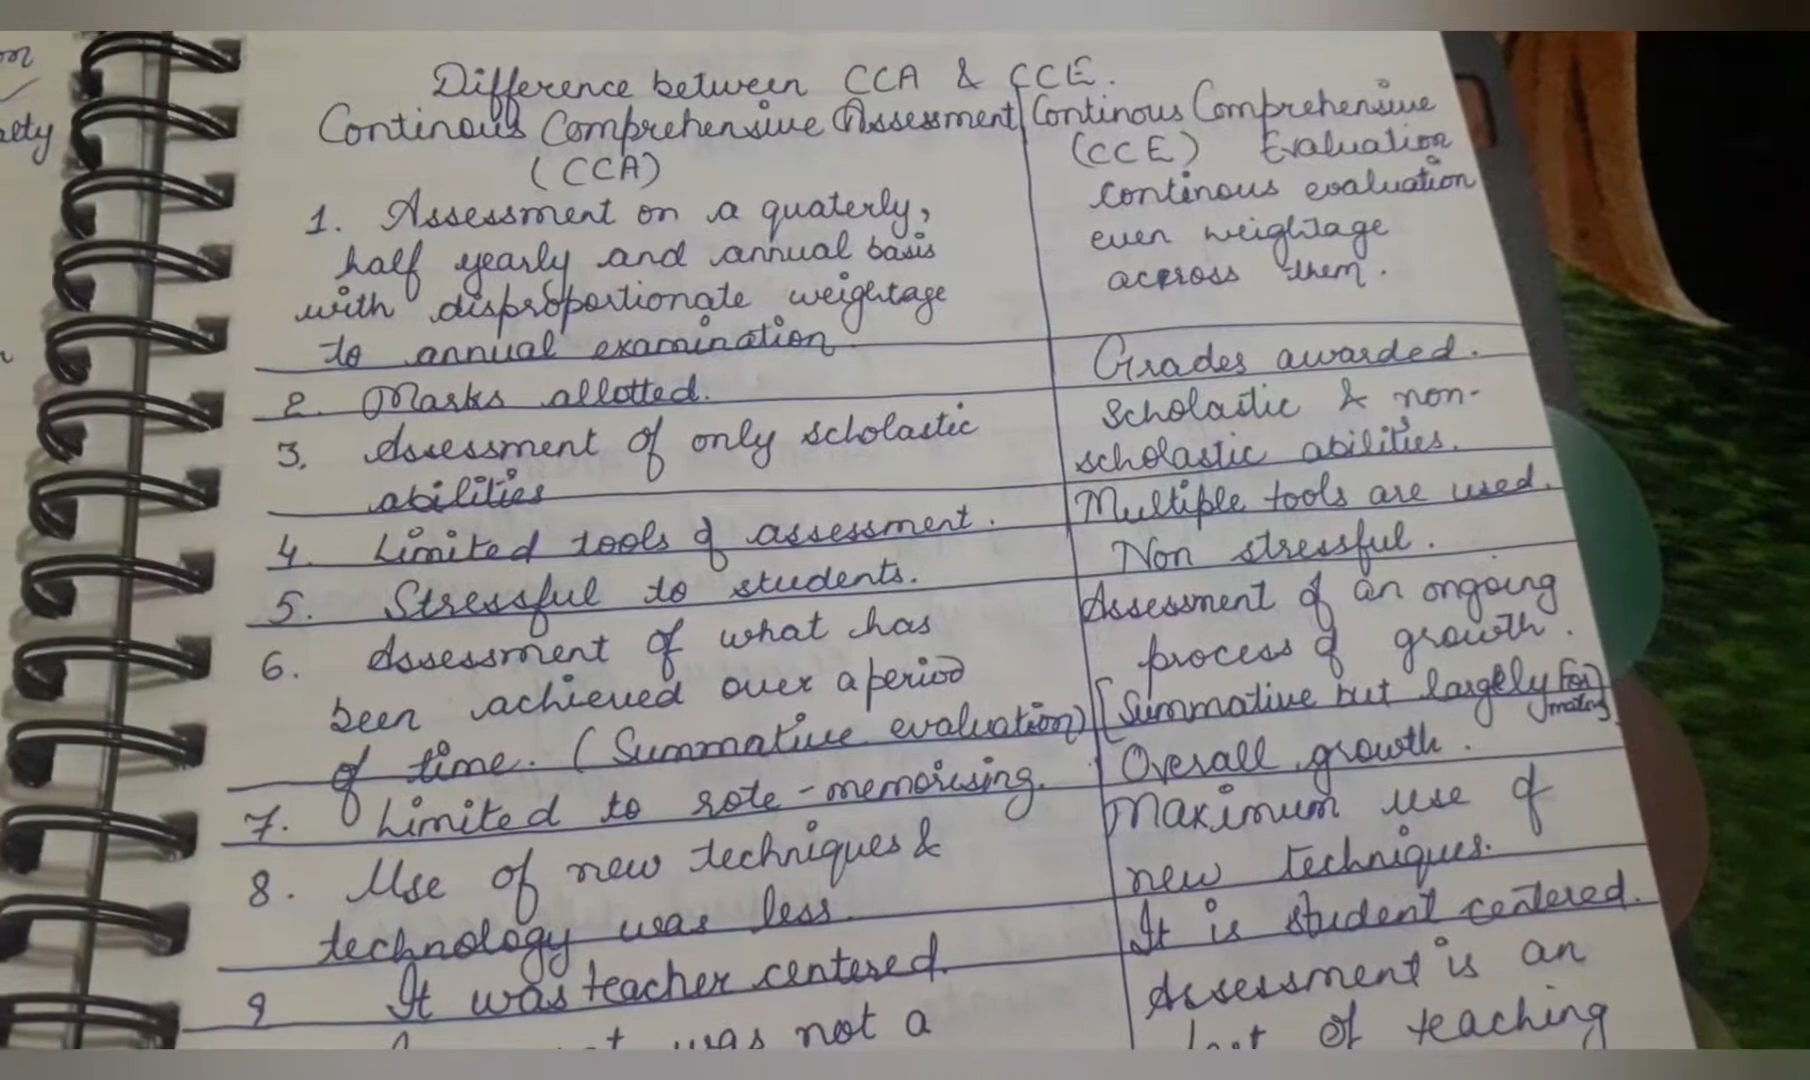 Difference between CCA & CCE.
Continous Comprehensive Assessment
(CCA)
Continous Comprehensive
(CCE) Evaluation
1. Assessment on a quaterly,
half yearly and annual basis
with disproportionate weightage
to annual examination
continous evaluation
even weightage
across them.
2. Marks allotted.
Grades awarded.
3. Assessment of only scholastic
abilities
Scholastic & non-
scholastic abilities.
4. Limited tools of assessment.
Multiple tools are used.
5. Stressful to students.
Non stressful.
6. Assessment of what has
been achieved over a period
of time. (Summative evaluation)
Assessment of an ongoing
process of growth.
[Summative but largely For
mative]
7. Limited to rote-memorising.
Overall growth.
8. Use of new techniques &
technology was less.
Maximum use of
new techniques.
9 It was teacher centered.
It is student centered.
was not a
Assessment is an
of teaching
alty